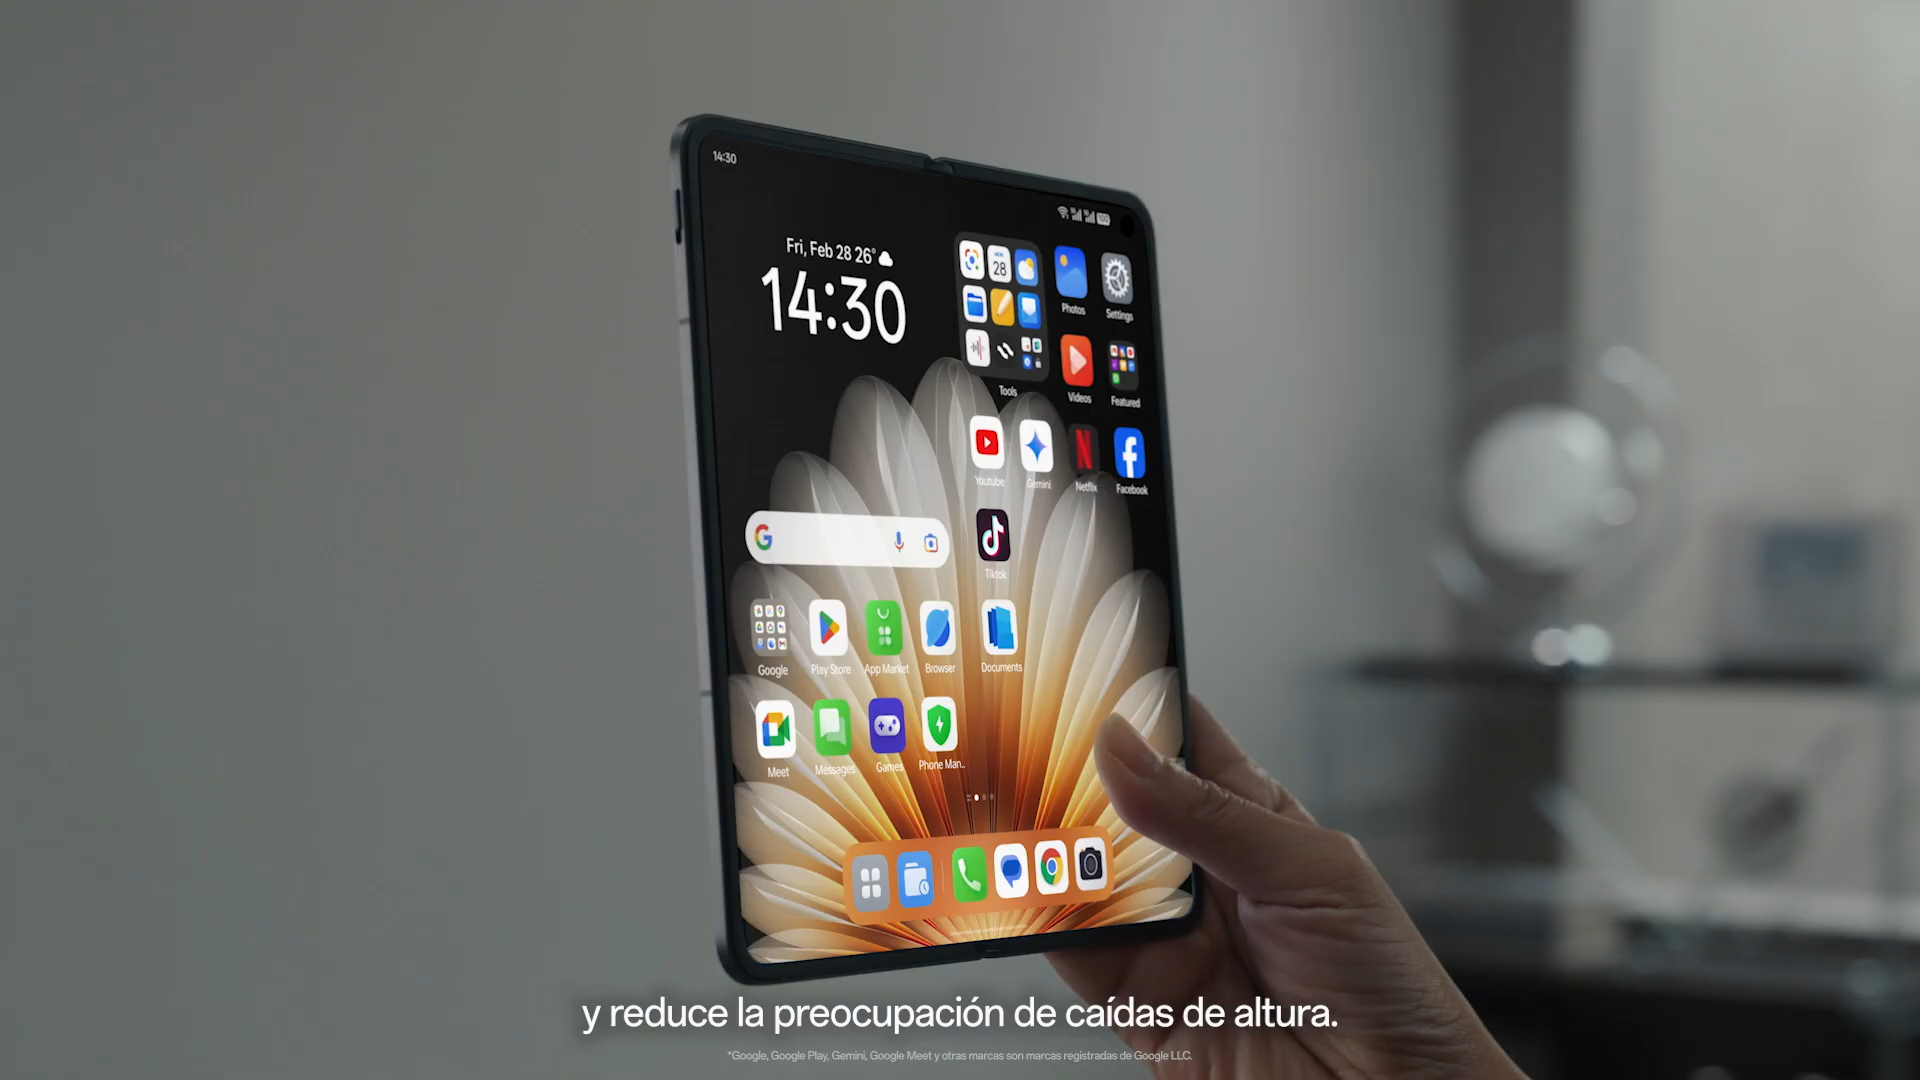 14:30
Fri, Feb 28 26°
14:30
28
Tools
Photos
Settings
Videos
Featured
Youtube
Gemini
Netflix
Facebook
Tiktok
Google
Play Store
App Market
Browser
Documents
Meet
Messages
Games
Phone Man..
y reduce la preocupación de caídas de altura.
*Google, Google Play, Gemini, Google Meet y otras marcas son marcas registradas de Google LLC.